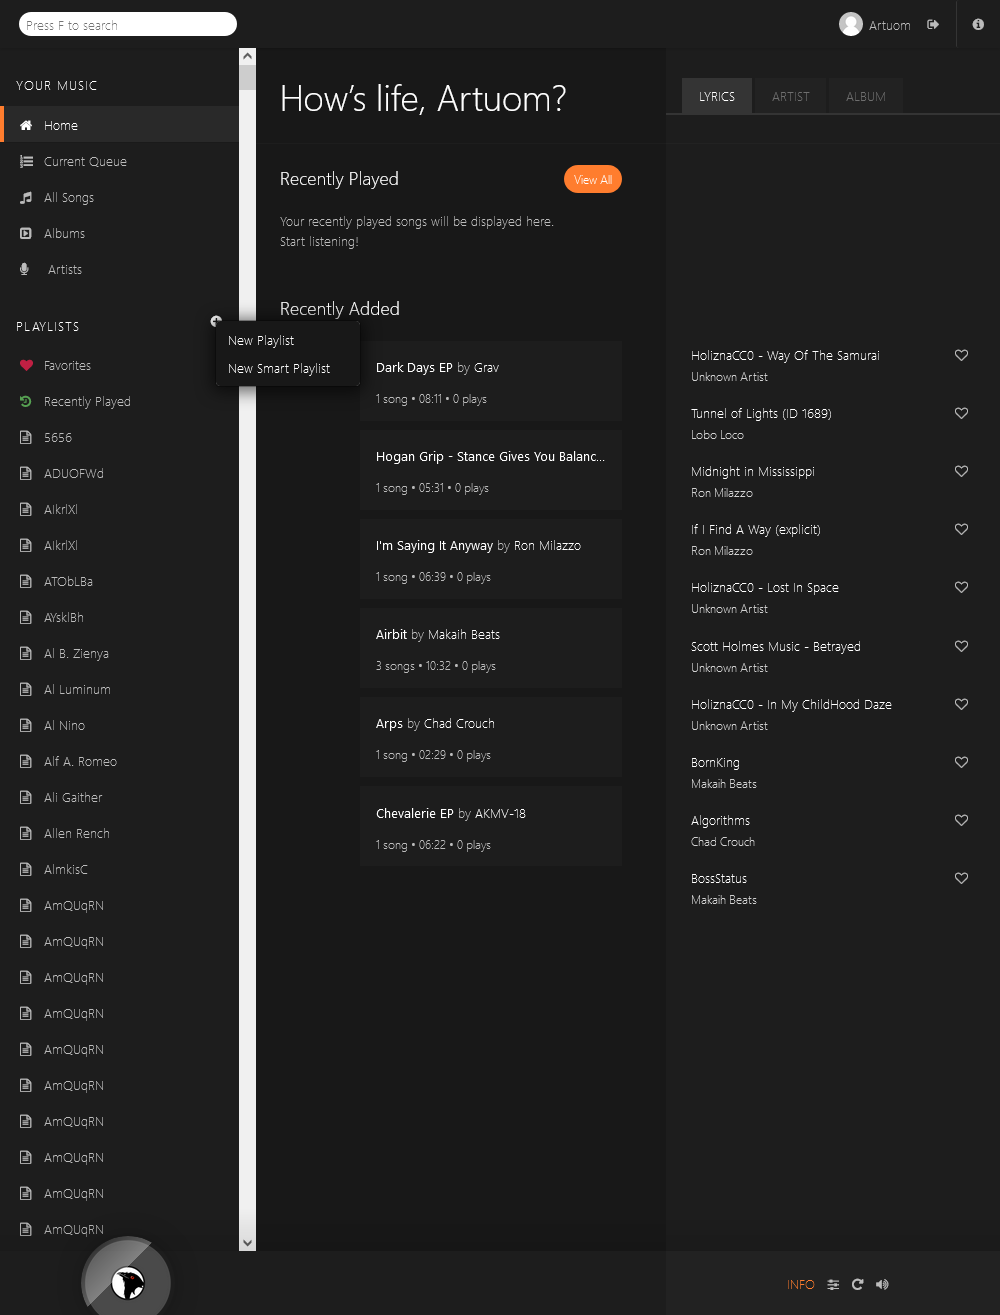 Press F to search
Artuom
YOUR MUSIC
Home
Current Queue
All Songs
Albums
Artists
PLAYLISTS
Favorites
Recently Played
5656
ADUOFWd
AIkrlXl
AIkrlXl
ATObLBa
AYsklBh
Al B. Zienya
Al Luminum
Al Nino
Alf A. Romeo
Ali Gaither
Allen Rench
AlmkisC
AmQUqRN
AmQUqRN
AmQUqRN
AmQUqRN
AmQUqRN
AmQUqRN
AmQUqRN
AmQUqRN
AmQUqRN
AmQUqRN
New Playlist
New Smart Playlist
How's life, Artuom?
Recently Played
View All
Your recently played songs will be displayed here.
Start listening!
Recently Added
Dark Days EP by Grav
1 song • 08:11 • 0 plays
Hogan Grip - Stance Gives You Balanc...
1 song • 05:31 • 0 plays
I'm Saying It Anyway by Ron Milazzo
1 song • 06:39 • 0 plays
Airbit by Makaih Beats
3 songs • 10:32 • 0 plays
Arps by Chad Crouch
1 song • 02:29 • 0 plays
Chevalerie EP by AKMV-18
1 song • 06:22 • 0 plays
LYRICS
ARTIST
ALBUM
HoliznaCC0 - Way Of The Samurai
Unknown Artist
Tunnel of Lights (ID 1689)
Lobo Loco
Midnight in Mississippi
Ron Milazzo
If I Find A Way (explicit)
Ron Milazzo
HoliznaCC0 - Lost In Space
Unknown Artist
Scott Holmes Music - Betrayed
Unknown Artist
HoliznaCC0 - In My ChildHood Daze
Unknown Artist
BornKing
Makaih Beats
Algorithms
Chad Crouch
BossStatus
Makaih Beats
INFO